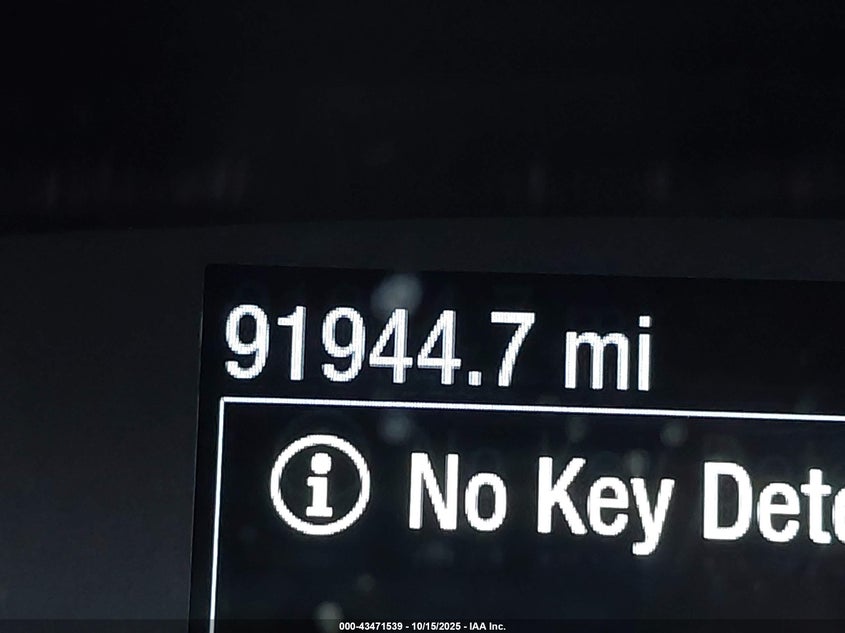 91944.7 mi
i No Key Dete
000-43471539 - 10/15/2025 - IAA Inc.